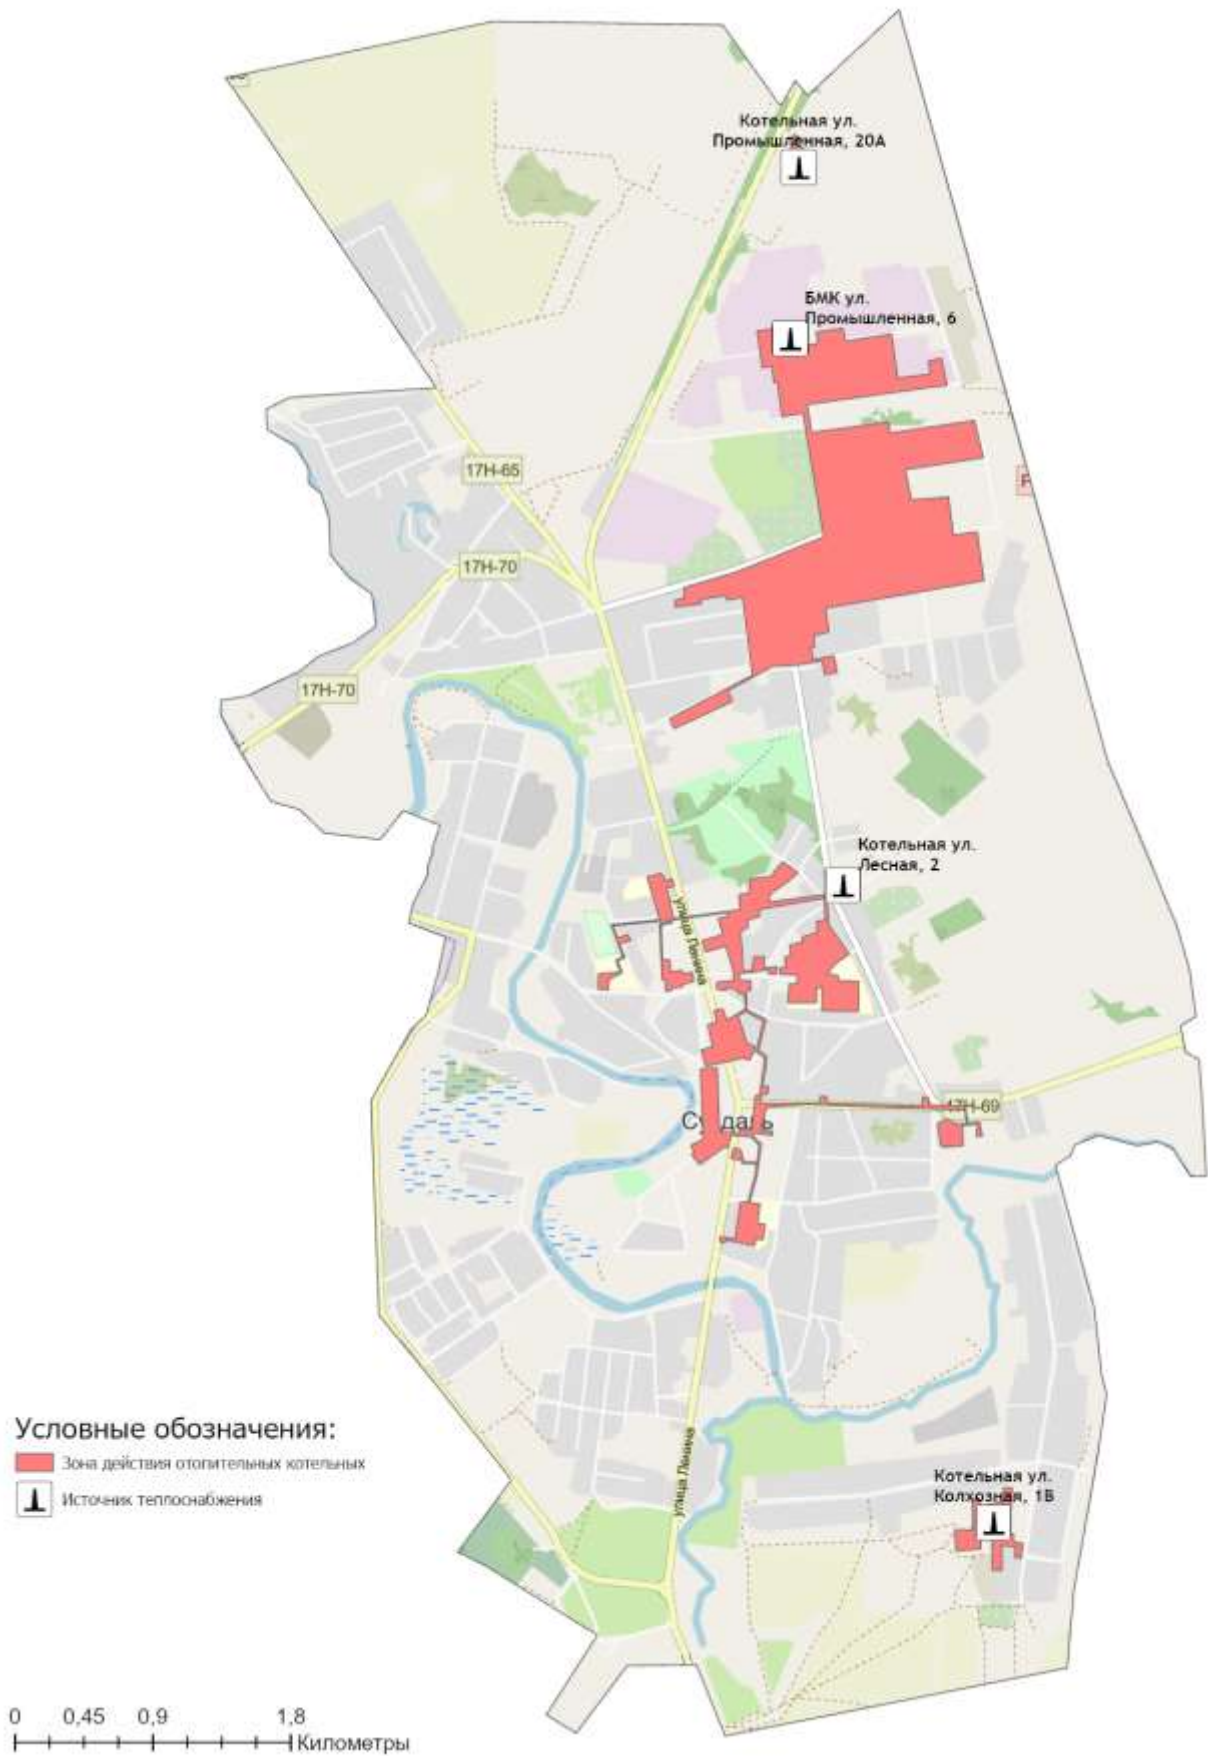 Котельная ул.
Промышленная, 20А
БМК ул.
Промышленная, 6
17Н-65
17Н-70
17Н-70
Котельная ул.
Лесная, 2
улица Ленина
17Н-69
Суздаль
улица Ленина
Котельная ул.
Колхозная, 1В
Условные обозначения:
Зона действия отопительных котельных
Источник теплоснабжения
0 0,45 0,9 1,8
Километры